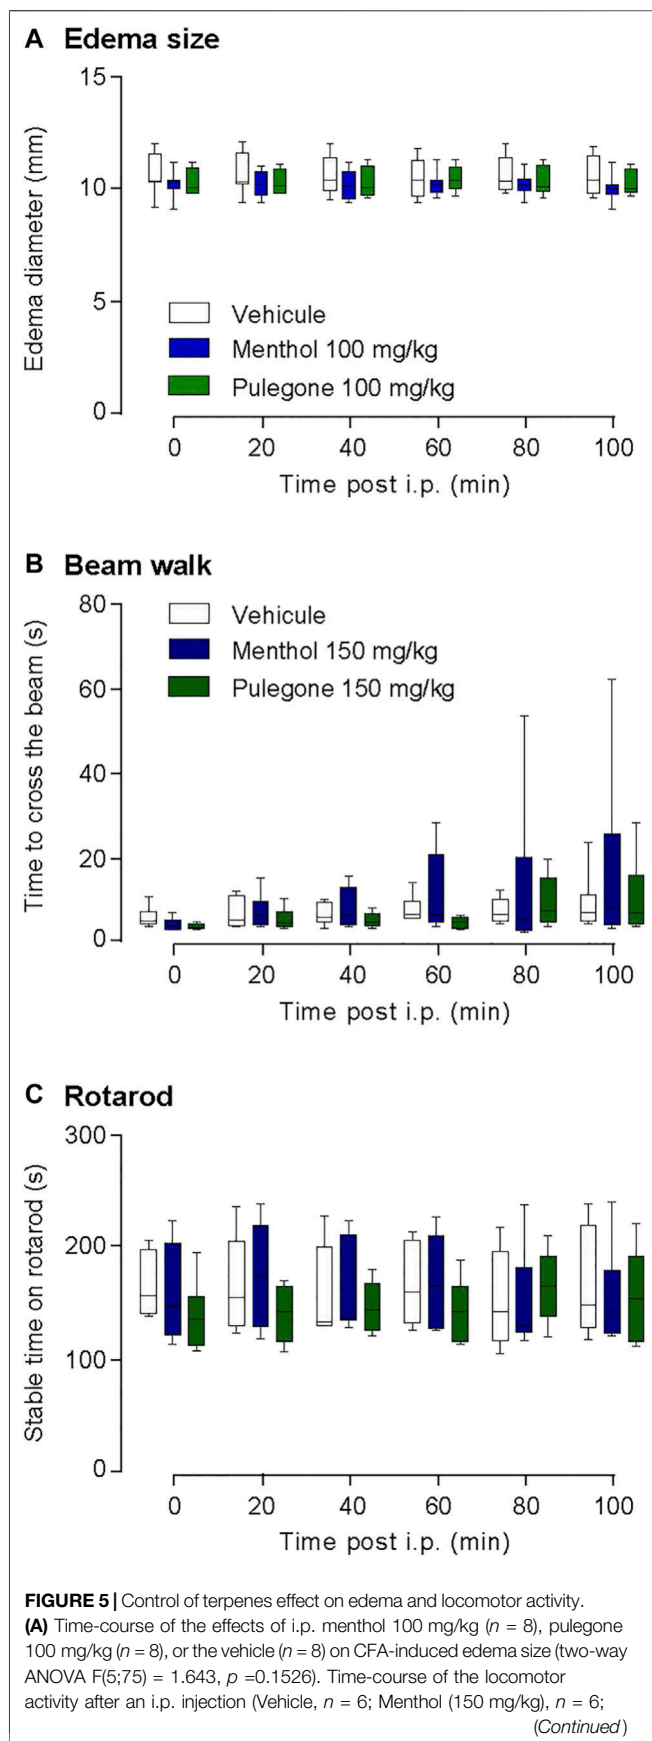 A Edema size
15
10
5
0
Edema diameter (mm)
Vehicule
Menthol 100 mg/kg
Pulegone 100 mg/kg
0 20 40 60 80 100
Time post i.p. (min)
B Beam walk
80
60
40
20
0
Time to cross the beam (s)
Vehicule
Menthol 150 mg/kg
Pulegone 150 mg/kg
0 20 40 60 80 100
Time post i.p. (min)
C Rotarod
300
200
100
0
Stable time on rotarod (s)
0 20 40 60 80 100
Time post i.p. (min)
FIGURE 5 | Control of terpenes effect on edema and locomotor activity.
(A) Time-course of the effects of i.p. menthol 100 mg/kg (n = 8), pulegone
100 mg/kg (n = 8), or the vehicle (n = 8) on CFA-induced edema size (two-way
ANOVA F(5;75) = 1.643, p =0.1526). Time-course of the locomotor
activity after an i.p. injection (Vehicle, n = 6; Menthol (150 mg/kg), n = 6;
(Continued)